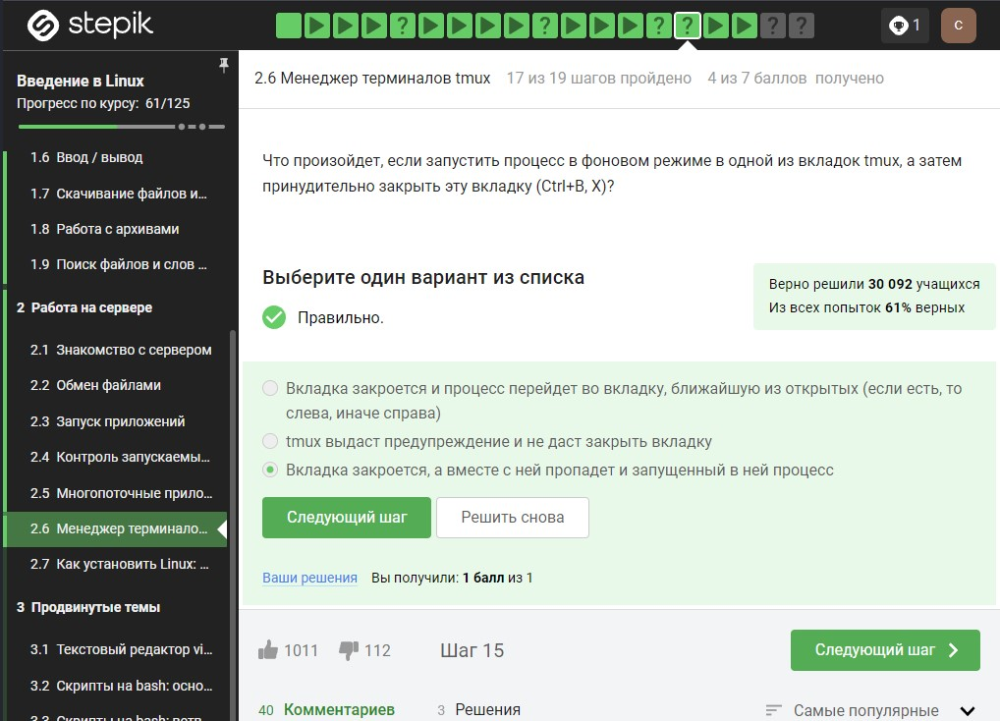 stepik
? ? ? ? ? ?
1
C
Введение в Linux
Прогресс по курсу: 61/125
1.6 Ввод / вывод
1.7 Скачивание файлов и...
1.8 Работа с архивами
1.9 Поиск файлов и слов ...
2 Работа на сервере
2.1 Знакомство с сервером
2.2 Обмен файлами
2.3 Запуск приложений
2.4 Контроль запускаемы...
2.5 Многопоточные прило...
2.6 Менеджер терминало...
2.7 Как установить Linux: ...
3 Продвинутые темы
3.1 Текстовый редактор vi...
3.2 Скрипты на bash: осно...
3.3 Скрипты на bash: ветв...
2.6 Менеджер терминалов tmux 17 из 19 шагов пройдено 4 из 7 баллов получено
Что произойдет, если запустить процесс в фоновом режиме в одной из вкладок tmux, а затем
принудительно закрыть эту вкладку (Ctrl+B, X)?
Выберите один вариант из списка
Правильно.
Верно решили 30 092 учащихся
Из всех попыток 61% верных
Вкладка закроется и процесс перейдет во вкладку, ближайшую из открытых (если есть, то
слева, иначе справа)
tmux выдаст предупреждение и не даст закрыть вкладку
Вкладка закроется, а вместе с ней пропадет и запущенный в ней процесс
Следующий шаг
Решить снова
Ваши решения Вы получили: 1 балл из 1
1011 112 Шаг 15
Следующий шаг
40 Комментариев 3 Решения
Самые популярные